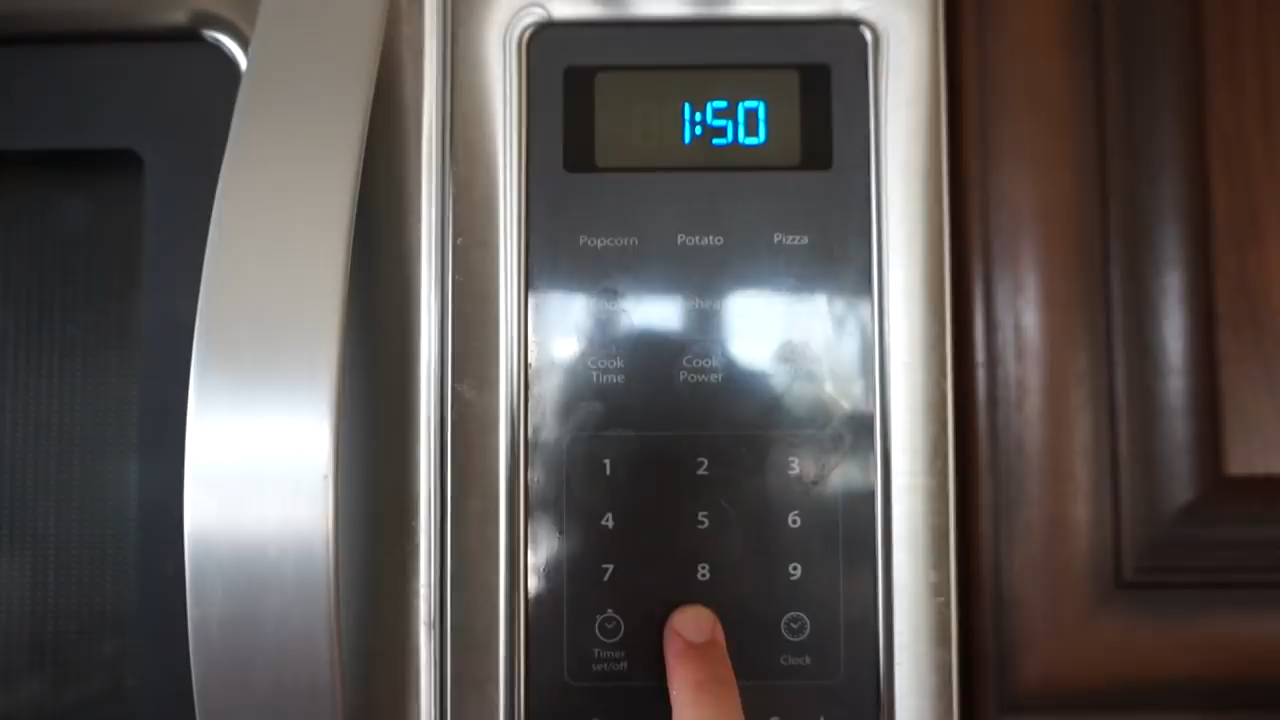 1:50
Popcorn Potato Pizza
Cook
Time
Cook
Power
1 2 3
4 5 6
7 8 9
Timer
set/off
Clock